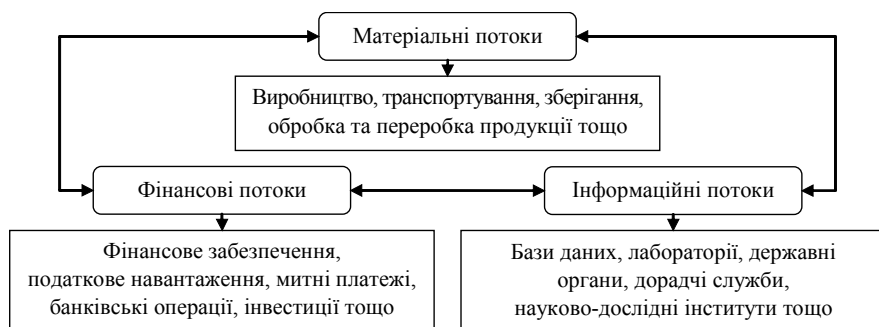 Матеріальні потоки
Виробництво, транспортування, зберігання,
обробка та переробка продукції тощо
Фінансові потоки
Інформаційні потоки
Фінансове забезпечення,
податкове навантаження, митні платежі,
банківські операції, інвестиції тощо
Бази даних, лабораторії, державні
органи, дорадчі служби,
науково-дослідні інститути тощо